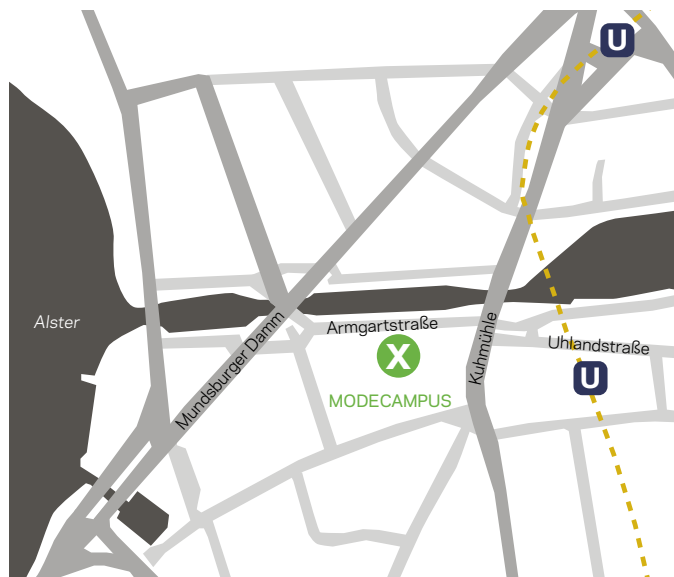 U
Alster
Armgartstraße
Mundsburger Damm
Kuhmühle
Uhlandstraße
X
U
MODECAMPUS